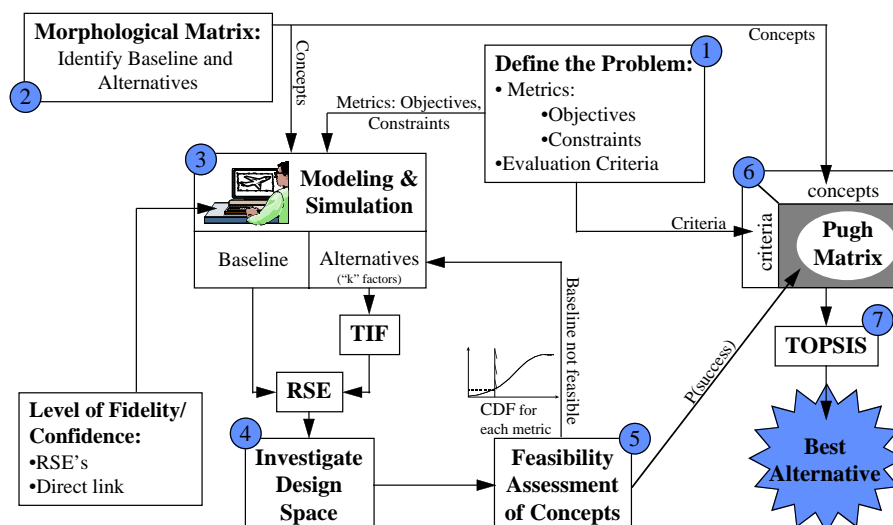 Morphological Matrix:
Identify Baseline and
Alternatives
2
Concepts
Concepts
1
Define the Problem:
• Metrics:
•Objectives
•Constraints
•Evaluation Criteria
Metrics: Objectives,
Constraints
3
Modeling &
Simulation
Baseline
Alternatives
("k" factors)
TIF
RSE
Level of Fidelity/
Confidence:
•RSE's
•Direct link
4
Investigate
Design
Space
CDF for
each metric
Baseline not feasible
5
Feasibility
Assessment
of Concepts
P(success)
Criteria
6
concepts
criteria
Pugh
Matrix
7
TOPSIS
Best
Alternative